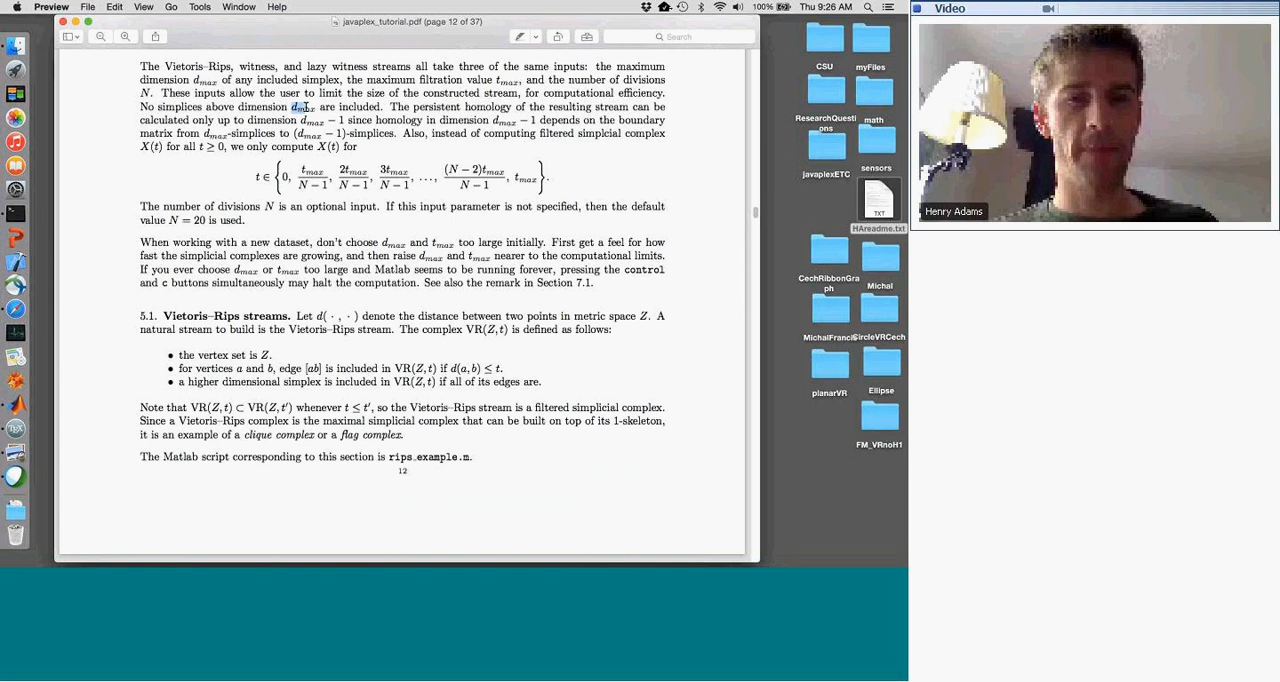 Preview File Edit View Go Tools Window Help
100% Thu 9:26 AM
javaplex_tutorial.pdf (page 12 of 37)
Search
The Vietoris–Rips, witness, and lazy witness streams all take three of the same inputs: the maximum
dimension d_max of any included simplex, the maximum filtration value t_max, and the number of divisions
N. These inputs allow the user to limit the size of the constructed stream, for computational efficiency.
No simplices above dimension d_max are included. The persistent homology of the resulting stream can be
calculated only up to dimension d_max − 1 since homology in dimension d_max − 1 depends on the boundary
matrix from d_max-simplices to (d_max − 1)-simplices. Also, instead of computing filtered simplcial complex
X(t) for all t ≥ 0, we only compute X(t) for
t ∈ {0, t_max/(N − 1), 2t_max/(N − 1), 3t_max/(N − 1), ..., (N − 2)t_max/(N − 1), t_max}.
The number of divisions N is an optional input. If this input parameter is not specified, then the default
value N = 20 is used.
When working with a new dataset, don't choose d_max and t_max too large initially. First get a feel for how
fast the simplicial complexes are growing, and then raise d_max and t_max nearer to the computational limits.
If you ever choose d_max or t_max too large and Matlab seems to be running forever, pressing the control
and c buttons simultaneously may halt the computation. See also the remark in Section 7.1.
5.1. Vietoris–Rips streams. Let d( · , · ) denote the distance between two points in metric space Z. A
natural stream to build is the Vietoris–Rips stream. The complex VR(Z, t) is defined as follows:
• the vertex set is Z.
• for vertices a and b, edge [ab] is included in VR(Z, t) if d(a, b) ≤ t.
• a higher dimensional simplex is included in VR(Z, t) if all of its edges are.
Note that VR(Z, t) ⊂ VR(Z, t′) whenever t ≤ t′, so the Vietoris–Rips stream is a filtered simplicial complex.
Since a Vietoris–Rips complex is the maximal simplicial complex that can be built on top of its 1-skeleton,
it is an example of a clique complex or a flag complex.
The Matlab script corresponding to this section is rips_example.m.
12
CSU
myFiles
ResearchQuesti
ons
math
javaplexETC
sensors
TXT
HAreadme.txt
CechRibbonGra
ph
Michal
MichalFrancis
CircleVRCech
planarVR
Ellipse
FM_VRnoH1
Video
Henry Adams